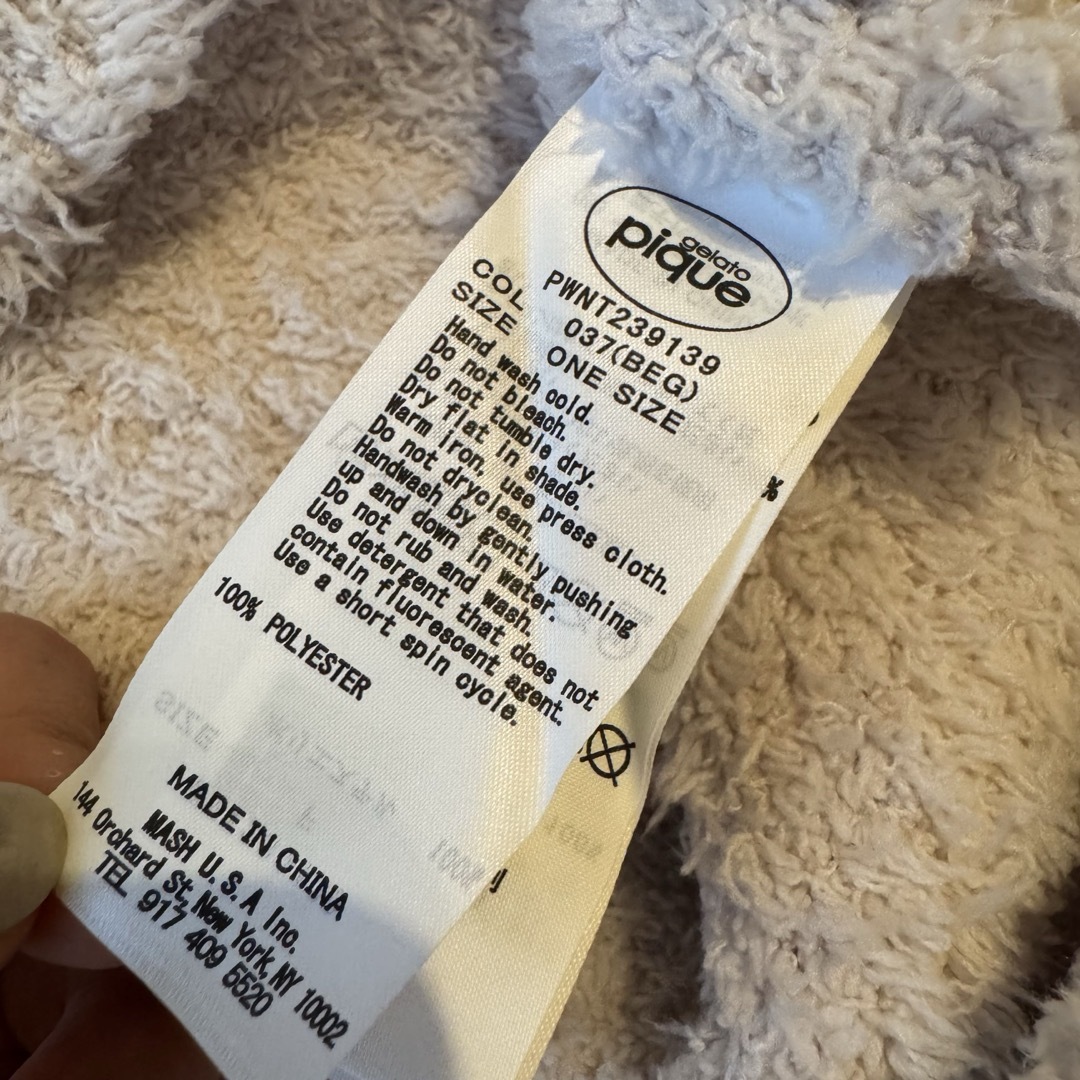 gelato
pique
PWNT239139
COL 037(BEG)
SIZE ONE SIZE
Hand wash cold.
Do not bleach.
Do not tumble dry.
Dry flat in shade.
Warm iron, use press cloth.
Do not dryclean.
Handwash by gently pushing
up and down in water.
Do not rub and wash.
Use detergent that does not
contain fluorescent agent.
Use a short spin cycle.
100% POLYESTER
MADE IN CHINA
MASH U.S.A Inc.
144 Orchard St, New York, NY 10002
TEL 917 409 5520
%